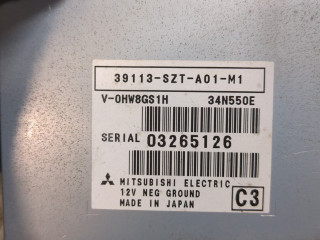 39113-SZT-A01-M1
V-0HW8GS1H 34N550E
SERIAL 03265126
MITSUBISHI ELECTRIC
12V NEG GROUND
MADE IN JAPAN
C3